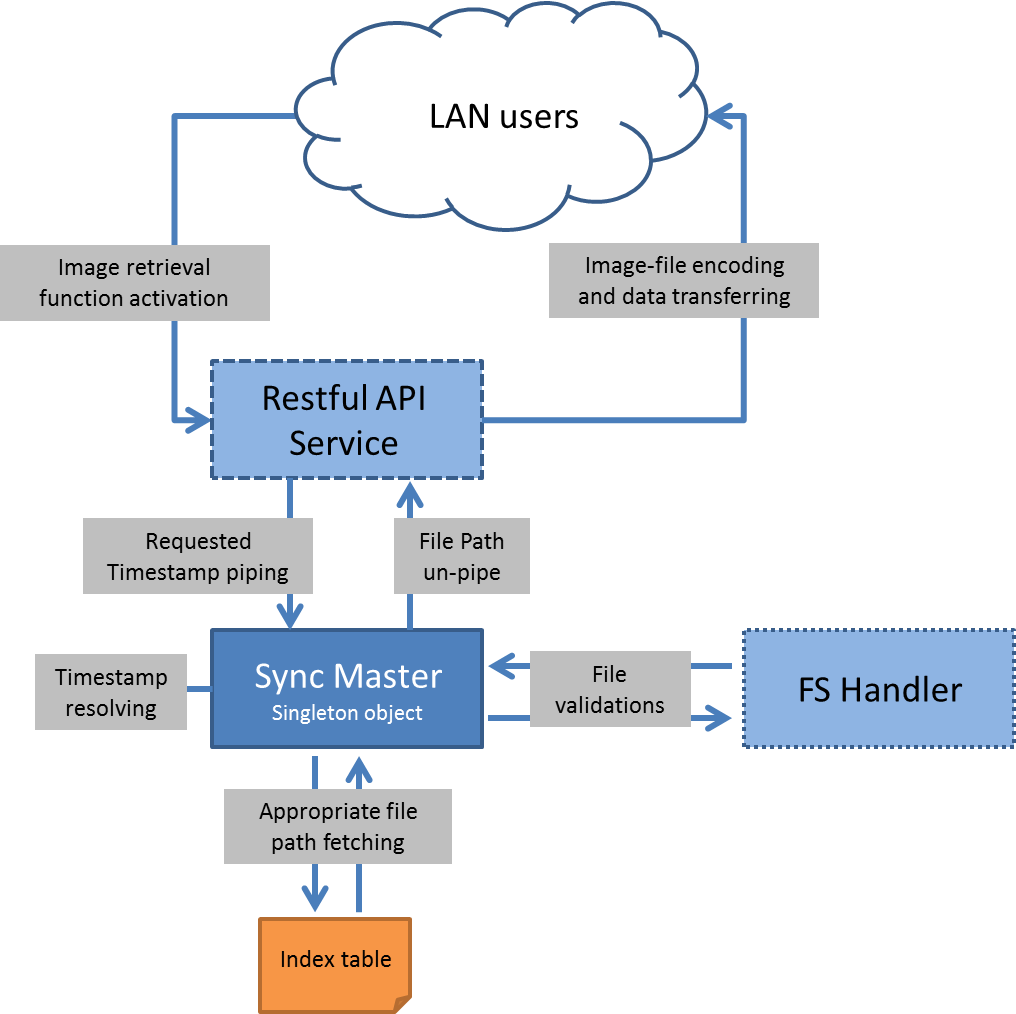 LAN users
Image retrieval
function activation
Image-file encoding
and data transferring
Restful API
Service
Requested
Timestamp piping
File Path
un-pipe
Timestamp
resolving
Sync Master
Singleton object
File
validations
FS Handler
Appropriate file
path fetching
Index table